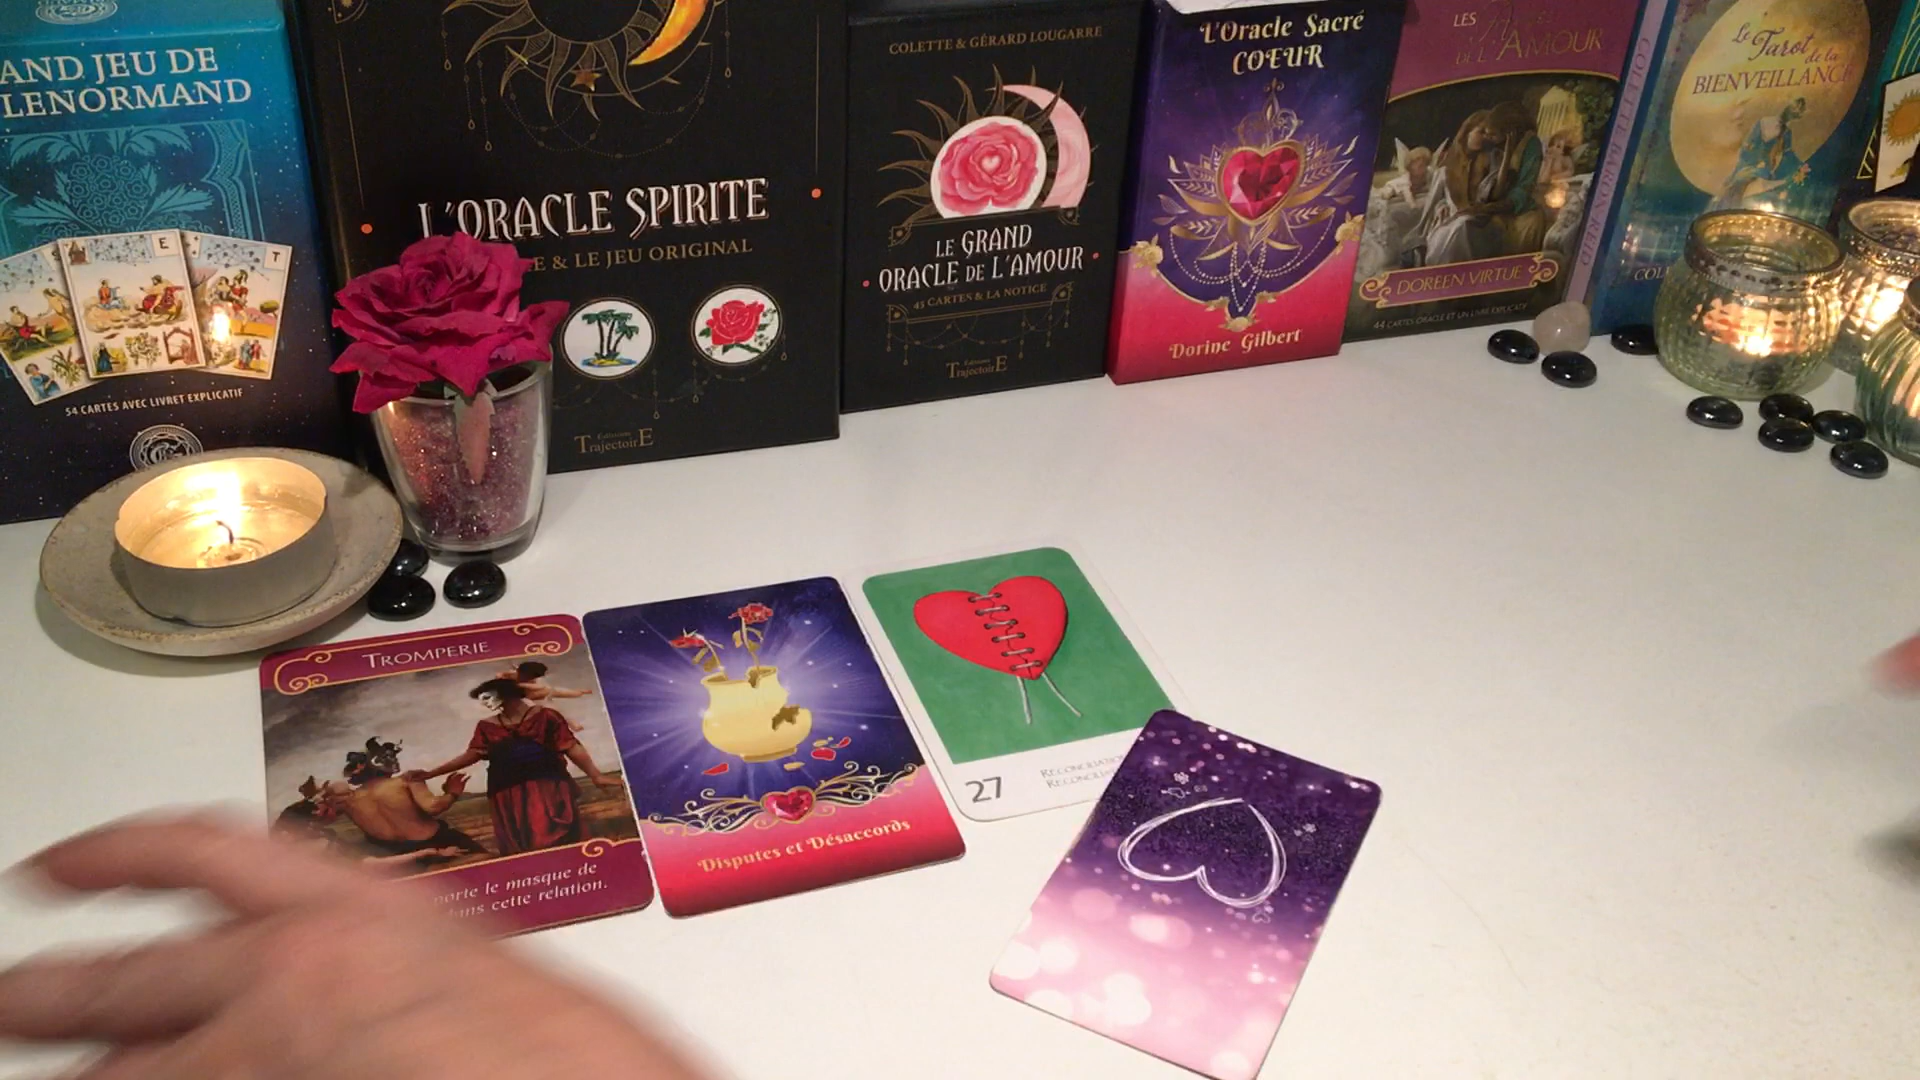 AND JEU DE
LENORMAND
54 CARTES AVEC LIVRET EXPLICATIF
L'ORACLE SPIRITE
E & LE JEU ORIGINAL
TrajectoirE
COLETTE & GÉRARD LOUGARRE
LE GRAND
ORACLE DE L'AMOUR
45 CARTES & LA NOTICE
TrajectoirE
L'Oracle Sacré
COEUR
Dorine Gilbert
LES
DE L'AMOUR
DOREEN VIRTUE
44 CARTES ORACLE ET UN LIVRE EXPLICATIF
Le Tarot
de la
BIENVEILLANCE
COL
E
T
TROMPERIE
porte le masque de
dans cette relation.
Disputes et Désaccords
27